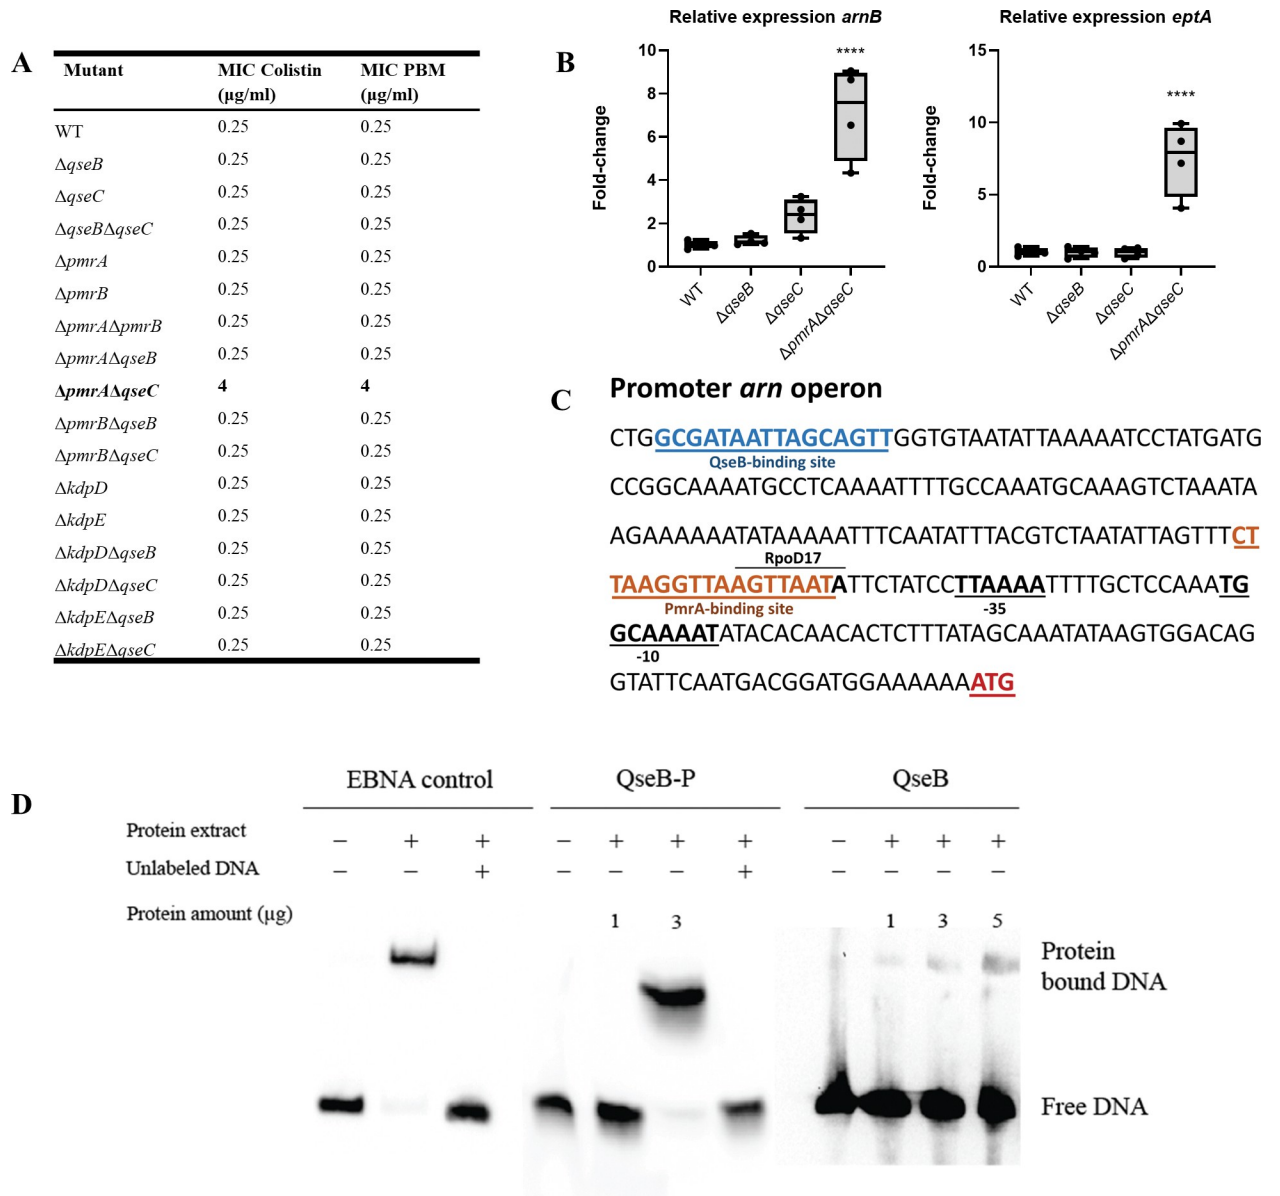 A
Mutant MIC Colistin (µg/ml) MIC PBM (µg/ml)
WT 0.25 0.25
ΔqseB 0.25 0.25
ΔqseC 0.25 0.25
ΔqseBΔqseC 0.25 0.25
ΔpmrA 0.25 0.25
ΔpmrB 0.25 0.25
ΔpmrAΔpmrB 0.25 0.25
ΔpmrAΔqseB 0.25 0.25
ΔpmrAΔqseC 4 4
ΔpmrBΔqseB 0.25 0.25
ΔpmrBΔqseC 0.25 0.25
ΔkdpD 0.25 0.25
ΔkdpE 0.25 0.25
ΔkdpDΔqseB 0.25 0.25
ΔkdpDΔqseC 0.25 0.25
ΔkdpEΔqseB 0.25 0.25
ΔkdpEΔqseC 0.25 0.25
B
Relative expression arnB
Fold-change
10
8
6
4
2
0
****
WT
ΔqseB
ΔqseC
ΔpmrAΔqseC
Relative expression eptA
Fold-change
15
10
5
0
****
WT
ΔqseB
ΔqseC
ΔpmrAΔqseC
C
Promoter arn operon
CTGGCGATAATTAGCAGTTGGTGTAATATTAAAAATCCTATGATG
QseB-binding site
CCGGCAAAATGCCTCAAAATTTTGCCAAATGCAAAGTCTAAATA
AGAAAAAAATATAAAAATTTCAATATTTACGTCTAATATTAGTTTCT
RpoD17
TAAGGTTAAGTTAATATTCTATCCTTAAAATTTTGCTCCAAATG
PmrA-binding site
-35
GCAAAATATACACAACACTCTTTATAGCAAATATAAGTGGACAG
-10
GTATTCAATGACGGATGGAAAAAAATG
D
EBNA control QseB-P QseB
Protein extract − + + − + + + − + + +
Unlabeled DNA − − + − − − + − − − −
Protein amount (µg) 1 3 1 3 5
Protein
bound DNA
Free DNA